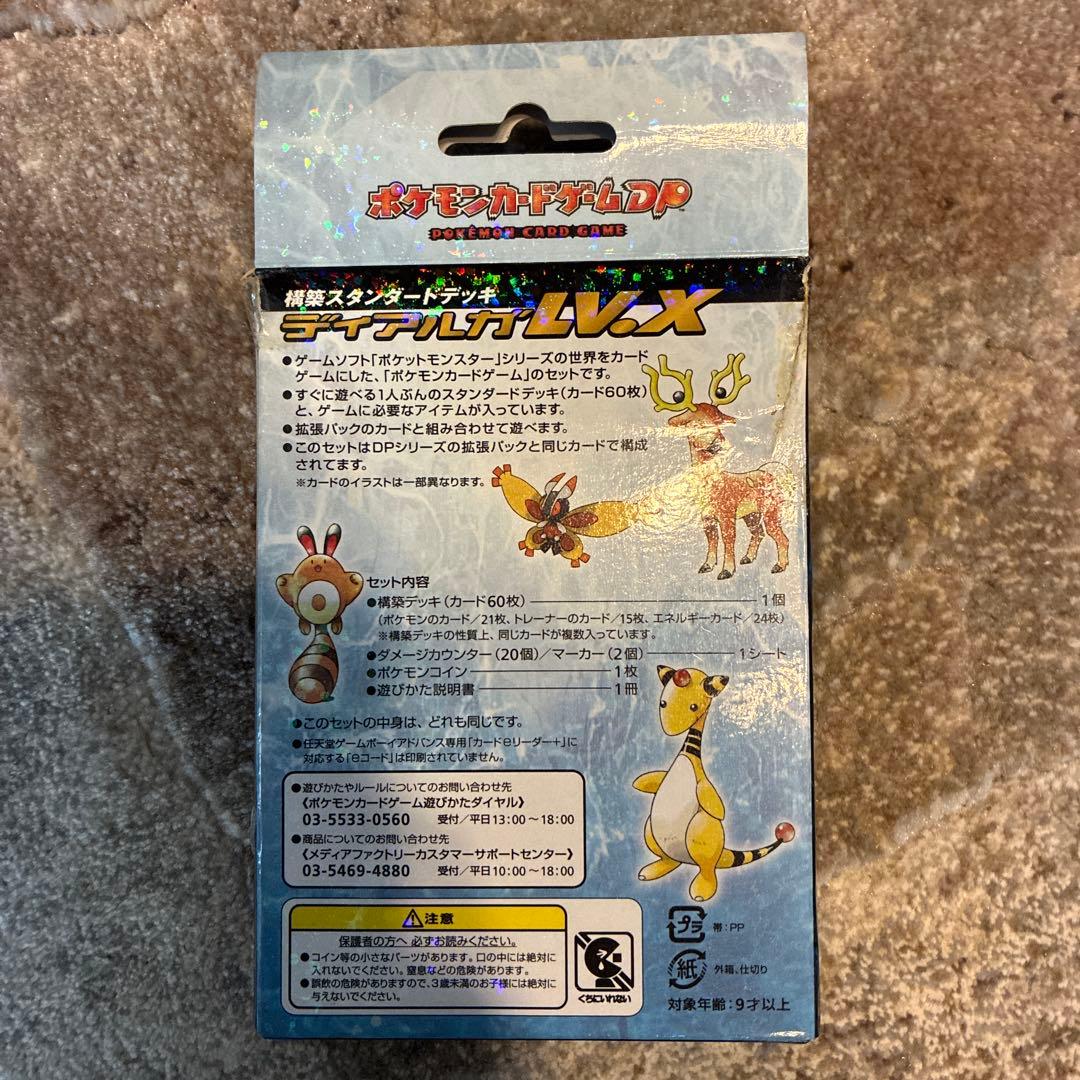 ポケモンカードゲームDP™
POKÉMON CARD GAME
構築スタンダードデッキ
ディアルガLV.X
●ゲームソフト「ポケットモンスター」シリーズの世界をカード
ゲームにした、「ポケモンカードゲーム」のセットです。
●すぐに遊べる1人ぶんのスタンダードデッキ(カード60枚)
と、ゲームに必要なアイテムが入っています。
●拡張パックのカードと組み合わせて遊べます。
●このセットはDPシリーズの拡張パックと同じカードで構成
されてます。
※カードのイラストは一部異なります。
セット内容
●構築デッキ(カード60枚)―1個
(ポケモンのカード/21枚、トレーナーのカード/15枚、エネルギーカード/24枚)
※構築デッキの性質上、同じカードが複数入っています。
●ダメージカウンター(20個)/マーカー(2個)―1シート
●ポケモンコイン―1枚
●遊びかた説明書―1冊
●このセットの中身は、どれも同じです。
●任天堂ゲームボーイアドバンス専用「カードeリーダー+」に
対応する「eコード」は印刷されていません。
●遊びかたやルールについてのお問い合わせ先
《ポケモンカードゲーム遊びかたダイヤル》
03-5533-0560 受付/平日13:00～18:00
●商品についてのお問い合わせ先
《メディアファクトリーカスタマーサポートセンター》
03-5469-4880 受付/平日10:00～18:00
注意
保護者の方へ 必ずお読みください。
●コイン等の小さなパーツがあります。口の中には絶対に
入れないでください。窒息などの危険があります。
●誤飲の危険がありますので、3歳未満のお子様には絶対に
与えないでください。
くちにいれない
プラ 帯:PP
紙 外箱、仕切り
対象年齢:9才以上